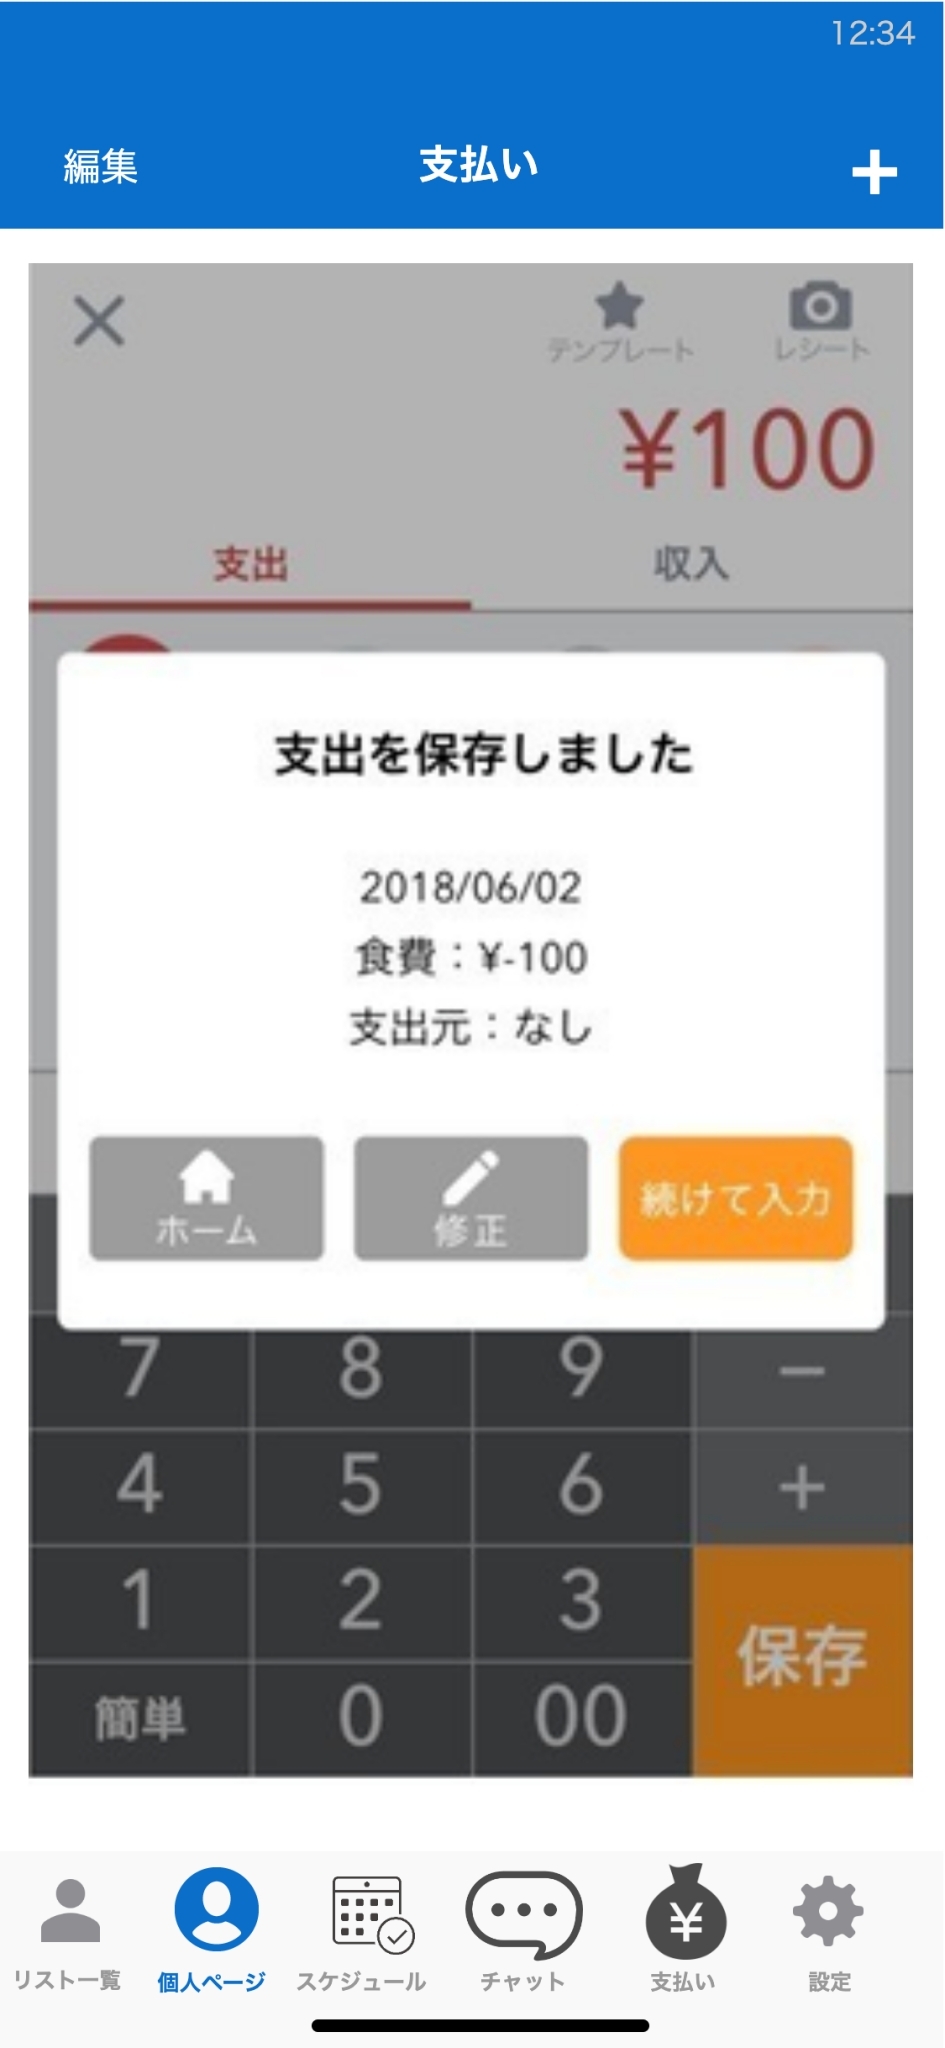 12:34
編集 支払い +
テンプレート レシート
¥100
支出 収入
支出を保存しました
2018/06/02
食費：¥-100
支出元：なし
ホーム 修正 続けて入力
7 8 9 −
4 5 6 +
1 2 3
保存
簡単 0 00
¥
リスト一覧 個人ページ スケジュール チャット 支払い 設定